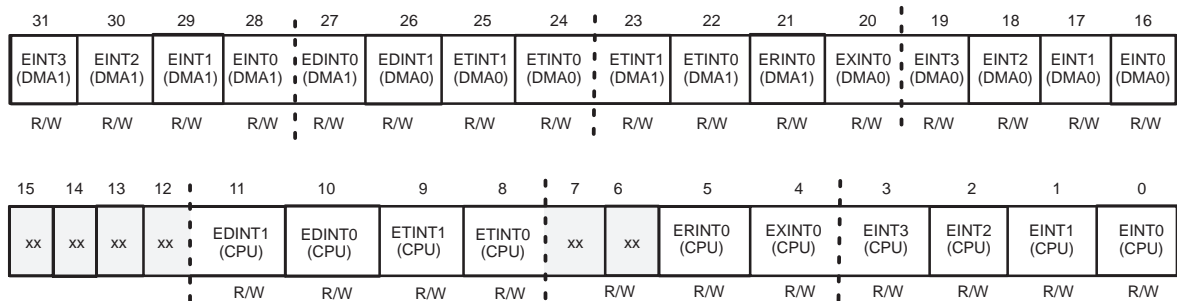 31 30 29 28 27 26 25 24 23 22 21 20 19 18 17 16
EINT3 EINT2 EINT1 EINT0 EDINT0 EDINT1 ETINT1 ETINT0 ETINT1 ETINT0 ERINT0 EXINT0 EINT3 EINT2 EINT1 EINT0
(DMA1) (DMA1) (DMA1) (DMA1) (DMA1) (DMA0) (DMA0) (DMA0) (DMA1) (DMA1) (DMA1) (DMA0) (DMA0) (DMA0) (DMA0) (DMA0)
R/W R/W R/W R/W R/W R/W R/W R/W R/W R/W R/W R/W R/W R/W R/W R/W
15 14 13 12 11 10 9 8 7 6 5 4 3 2 1 0
xx xx xx xx EDINT1 EDINT0 ETINT1 ETINT0 xx xx ERINT0 EXINT0 EINT3 EINT2 EINT1 EINT0
(CPU) (CPU) (CPU) (CPU) (CPU) (CPU) (CPU) (CPU) (CPU) (CPU)
R/W R/W R/W R/W R/W R/W R/W R/W R/W R/W R/W